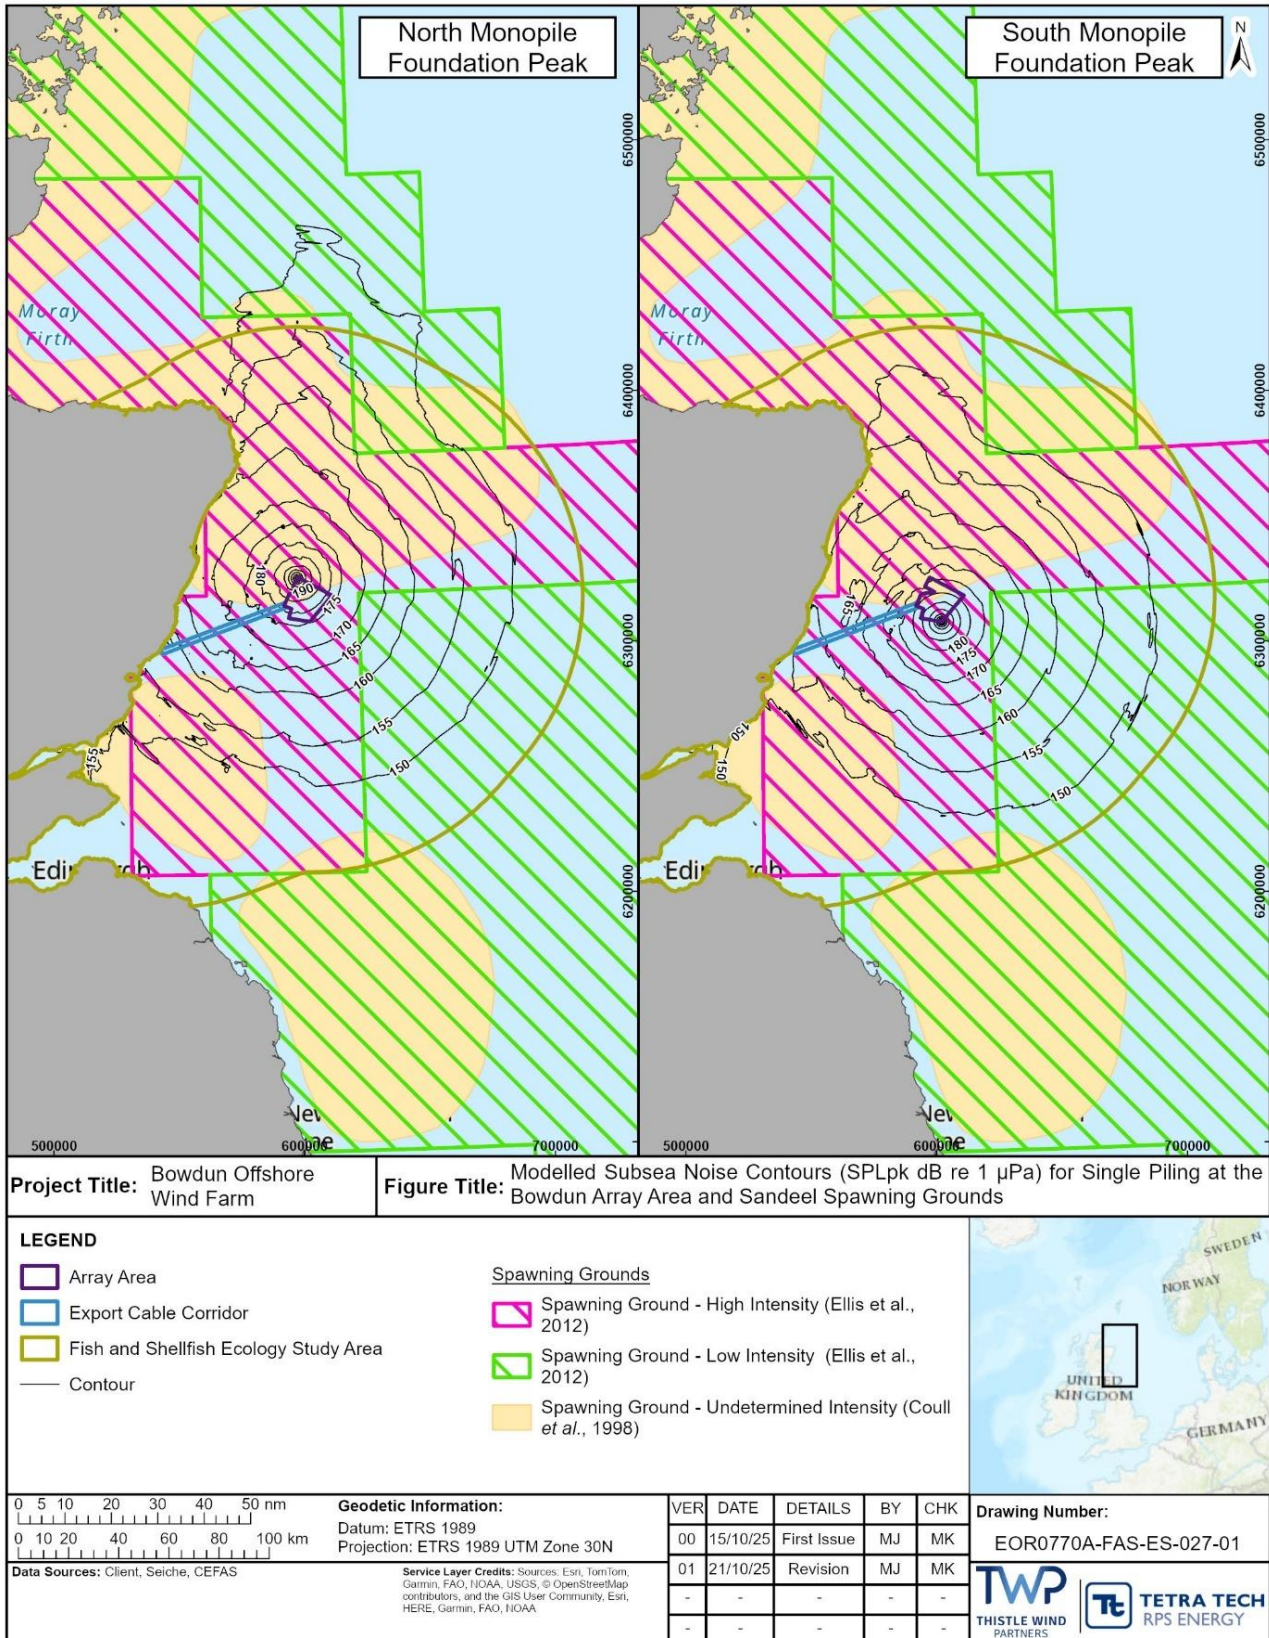 North Monopile
Foundation Peak
South Monopile
Foundation Peak
N
6500000
6500000
Moray
Firth
Moray
Firth
6400000
6400000
180
190
175
170
165
160
155
150
155
165
180
175
170
165
160
155
150
150
150
6300000
6300000
6200000
6200000
500000
600000
700000
500000
600000
700000
Project Title: Bowdun Offshore
Wind Farm
Figure Title: Modelled Subsea Noise Contours (SPLpk dB re 1 µPa) for Single Piling at the
Bowdun Array Area and Sandeel Spawning Grounds
LEGEND
Array Area
Export Cable Corridor
Fish and Shellfish Ecology Study Area
Contour
Spawning Grounds
Spawning Ground - High Intensity (Ellis et al.,
2012)
Spawning Ground - Low Intensity (Ellis et al.,
2012)
Spawning Ground - Undetermined Intensity (Coull
et al., 1998)
SWEDEN
NORWAY
UNITED
KINGDOM
GERMANY
0 5 10 20 30 40 50 nm
0 10 20 40 60 80 100 km
Data Sources: Client, Seiche, CEFAS
Geodetic Information:
Datum: ETRS 1989
Projection: ETRS 1989 UTM Zone 30N
Service Layer Credits: Sources: Esri, TomTom,
Garmin, FAO, NOAA, USGS, © OpenStreetMap
contributors, and the GIS User Community, Esri,
HERE, Garmin, FAO, NOAA
VER DATE DETAILS BY CHK
00 15/10/25 First Issue MJ MK
01 21/10/25 Revision MJ MK
- - - - -
- - - - -
Drawing Number:
EOR0770A-FAS-ES-027-01
TWP
THISTLE WIND
PARTNERS
TETRA TECH
RPS ENERGY